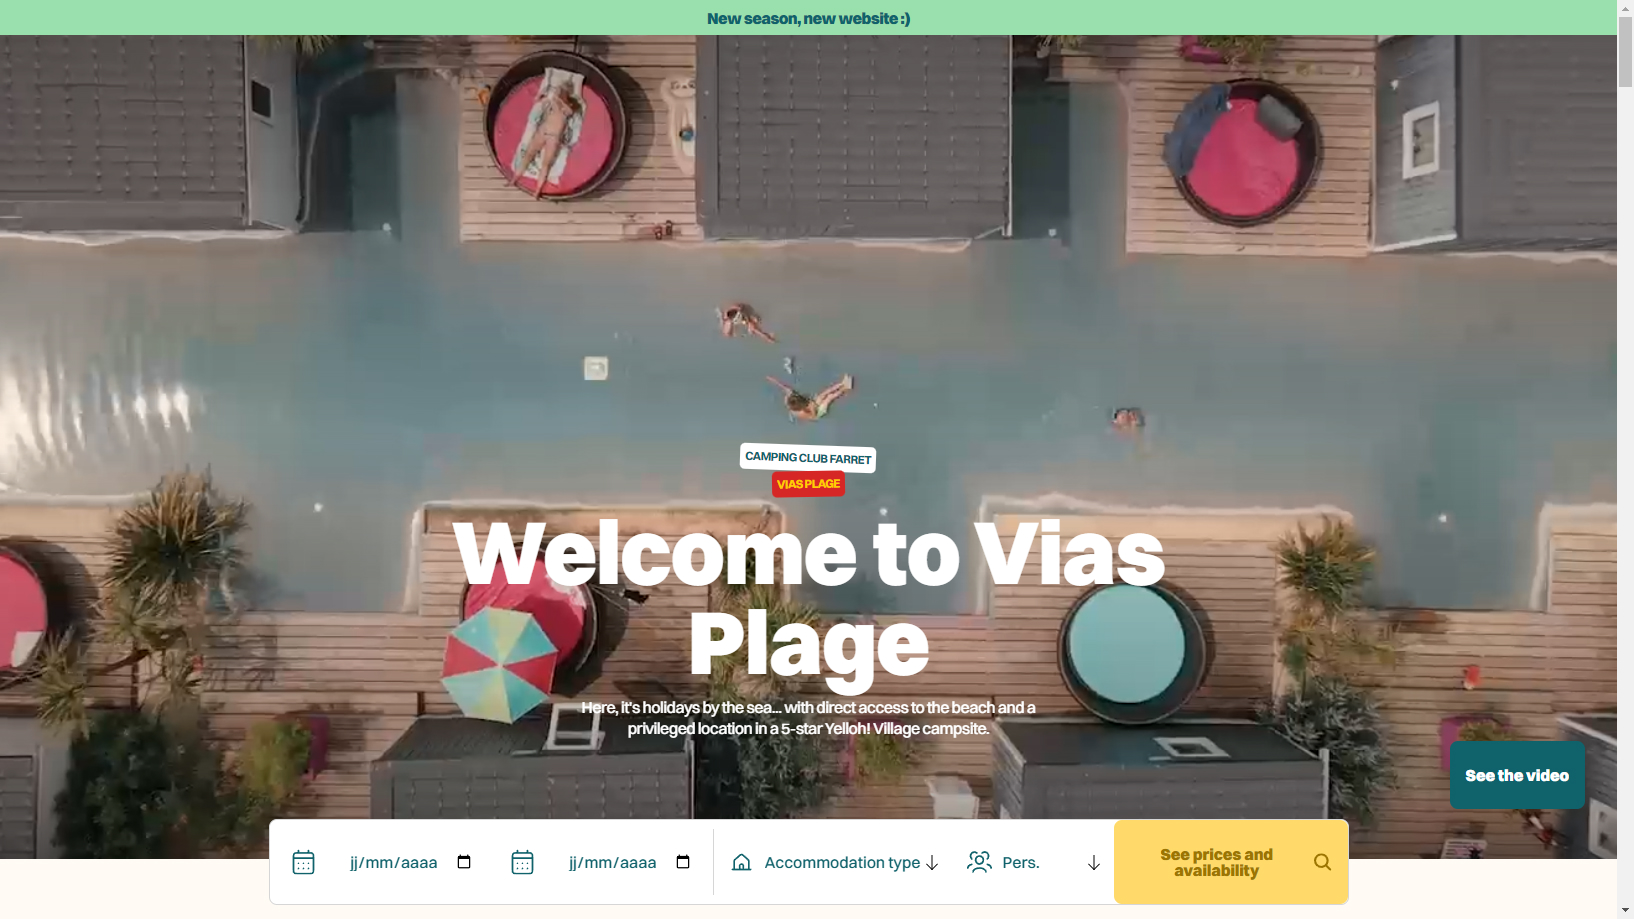 New season, new website :)
CAMPING CLUB FARRET
VIAS PLAGE
Welcome to Vias
Plage
Here, it's holidays by the sea... with direct access to the beach and a
privileged location in a 5-star Yelloh! Village campsite.
See the video
jj/mm/aaaa
jj/mm/aaaa
Accommodation type
Pers.
See prices and
availability